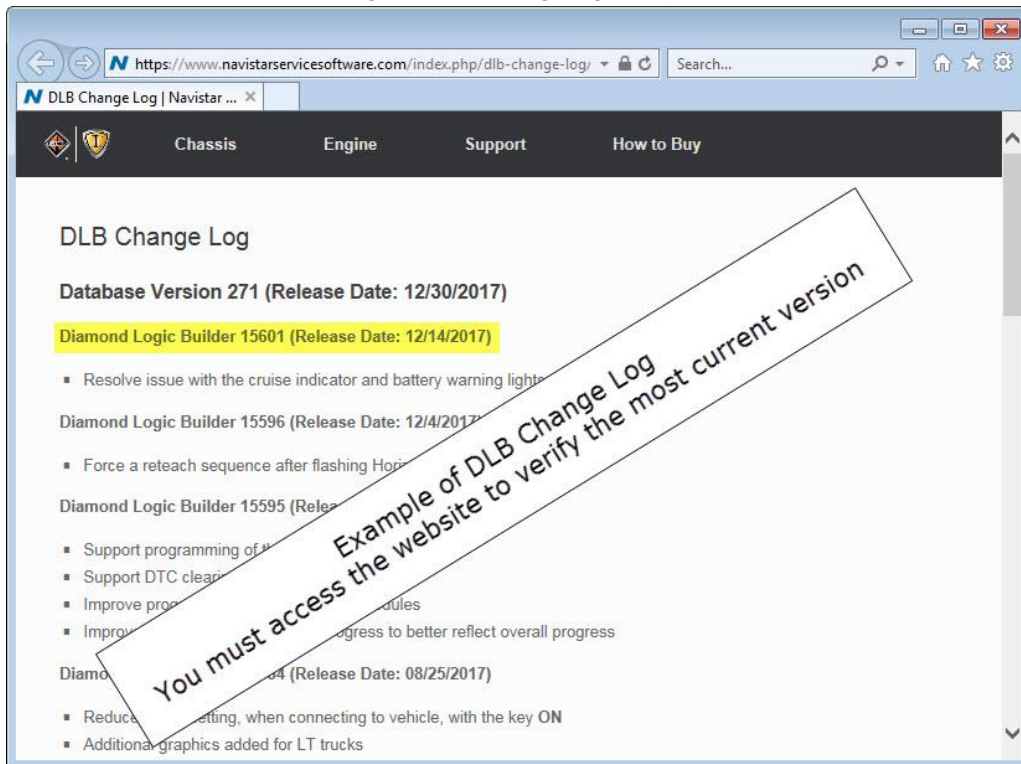 https://www.navistarservicesoftware.com/index.php/dlb-change-log/
Search...
DLB Change Log | Navistar ...
Chassis Engine Support How to Buy
DLB Change Log
Database Version 271 (Release Date: 12/30/2017)
Diamond Logic Builder 15601 (Release Date: 12/14/2017)
Resolve issue with the cruise indicator and battery warning lights
Diamond Logic Builder 15596 (Release Date: 12/4/2017)
Force a reteach sequence after flashing
Diamond Logic Builder 15595
Support programming of
Support DTC
Improve
progress to better reflect overall progress
(Release Date: 08/25/2017)
when connecting to vehicle, with the key ON
Additional graphics added for LT trucks
Example of DLB Change Log
You must access the website to verify the most current version